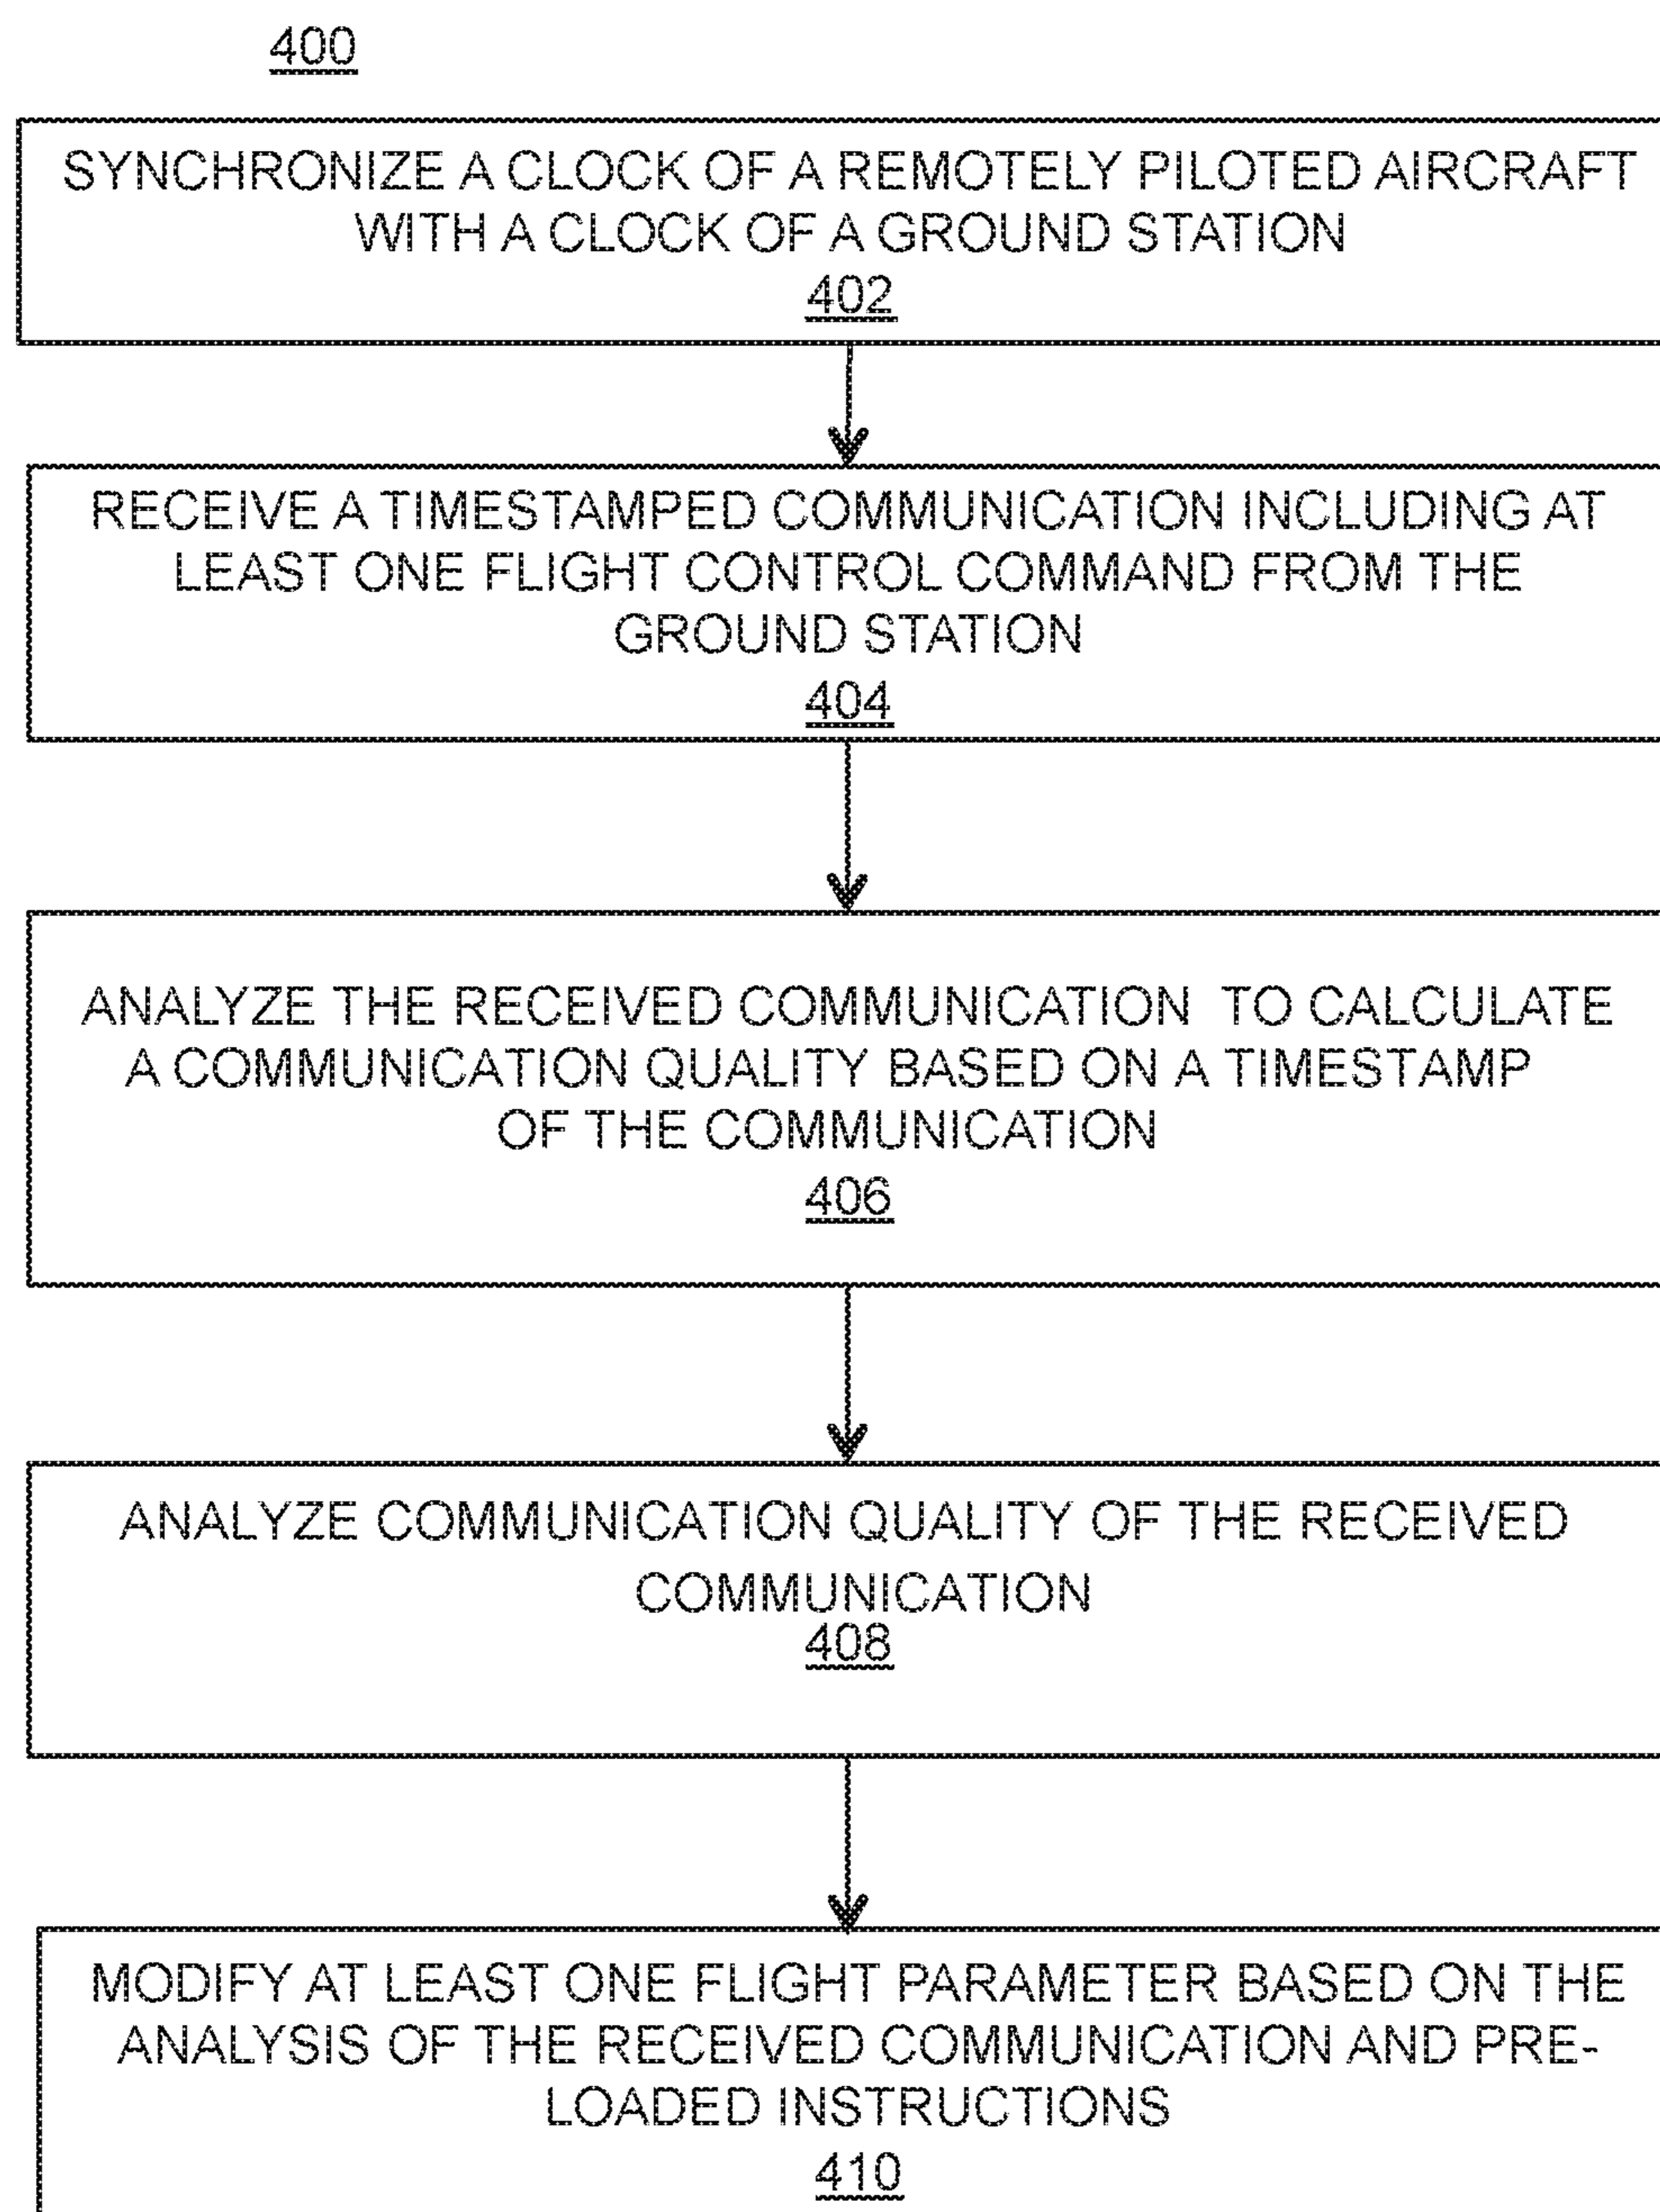 400
SYNCHRONIZE A CLOCK OF A REMOTELY PILOTED AIRCRAFT
WITH A CLOCK OF A GROUND STATION
402
RECEIVE A TIMESTAMPED COMMUNICATION INCLUDING AT
LEAST ONE FLIGHT CONTROL COMMAND FROM THE
GROUND STATION
404
ANALYZE THE RECEIVED COMMUNICATION TO CALCULATE
A COMMUNICATION QUALITY BASED ON A TIMESTAMP
OF THE COMMUNICATION
406
ANALYZE COMMUNICATION QUALITY OF THE RECEIVED
COMMUNICATION
408
MODIFY AT LEAST ONE FLIGHT PARAMETER BASED ON THE
ANALYSIS OF THE RECEIVED COMMUNICATION AND PRE-
LOADED INSTRUCTIONS
410